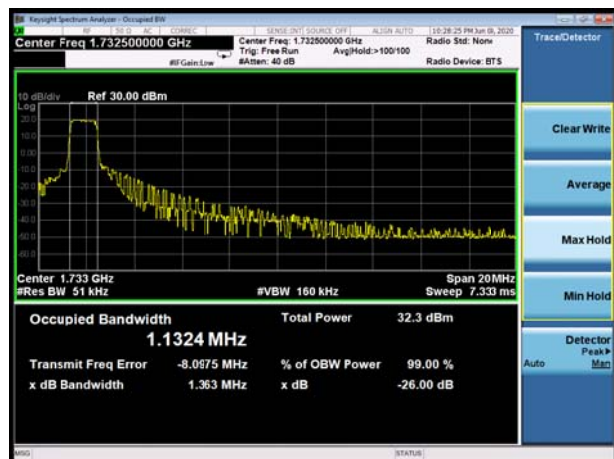 Keysight Spectrum Analyzer - Occupied BW
RF 50 Ω AC CORREC SENSE:INT SOURCE OFF ALIGN AUTO 10:28:25 PM Jun 09, 2020
Center Freq 1.732500000 GHz Center Freq: 1.732500000 GHz Radio Std: None Trace/Detector
Trig: Free Run Avg|Hold:>100/100
#IFGain:Low #Atten: 40 dB Radio Device: BTS
10 dB/div Ref 30.00 dBm
Log
20.0
10.0
0.00
-10.0
-20.0
-30.0
-40.0
-50.0
-60.0
Clear Write
Average
Max Hold
Min Hold
Center 1.733 GHz Span 20 MHz
#Res BW 51 kHz #VBW 160 kHz Sweep 7.333 ms
Occupied Bandwidth Total Power 32.3 dBm
1.1324 MHz
Transmit Freq Error -8.0975 MHz % of OBW Power 99.00 %
x dB Bandwidth 1.363 MHz x dB -26.00 dB
Detector
Peak▶
Auto Man
MSG STATUS